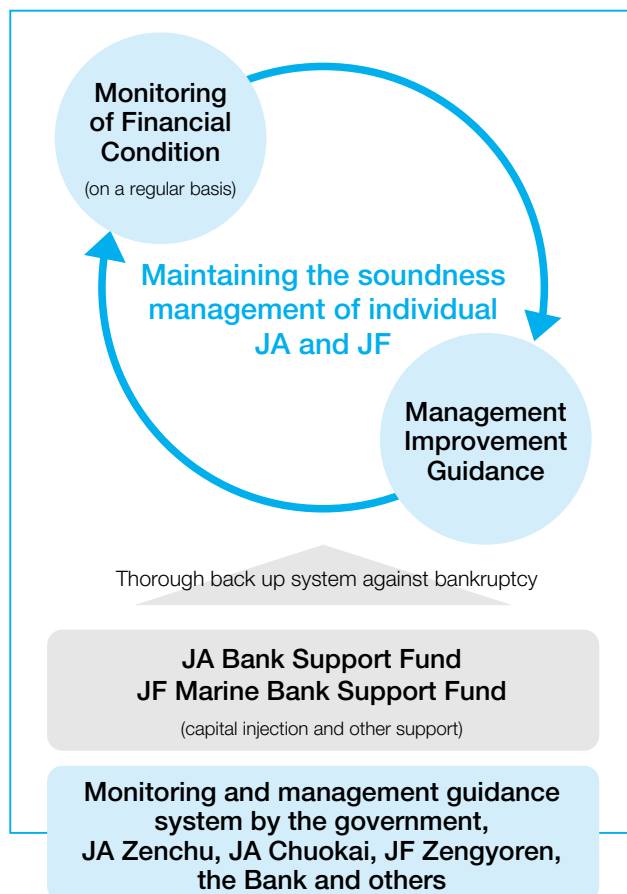 Monitoring
of Financial
Condition
(on a regular basis)
Maintaining the soundness
management of individual
JA and JF
Management
Improvement
Guidance
Thorough back up system against bankruptcy
JA Bank Support Fund
JF Marine Bank Support Fund
(capital injection and other support)
Monitoring and management guidance
system by the government,
JA Zenchu, JA Chuokai, JF Zengyoren,
the Bank and others